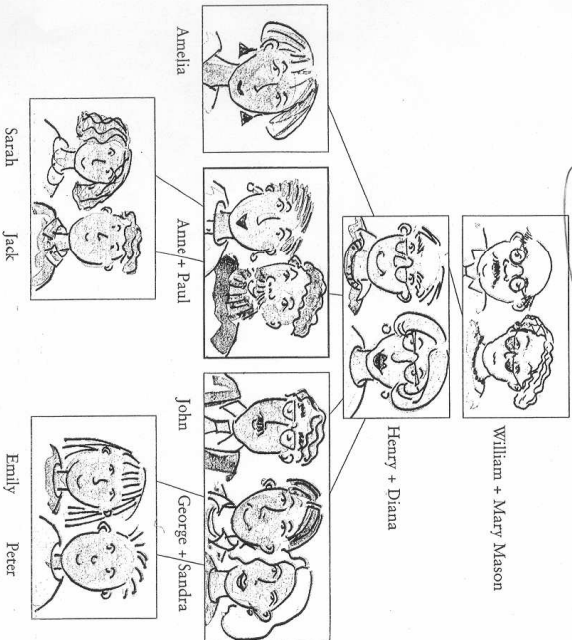 William + Mary Mason
Henry + Diana
Amelia
Anne+ Paul
John
George + Sandra
Sarah
Jack
Emily
Peter